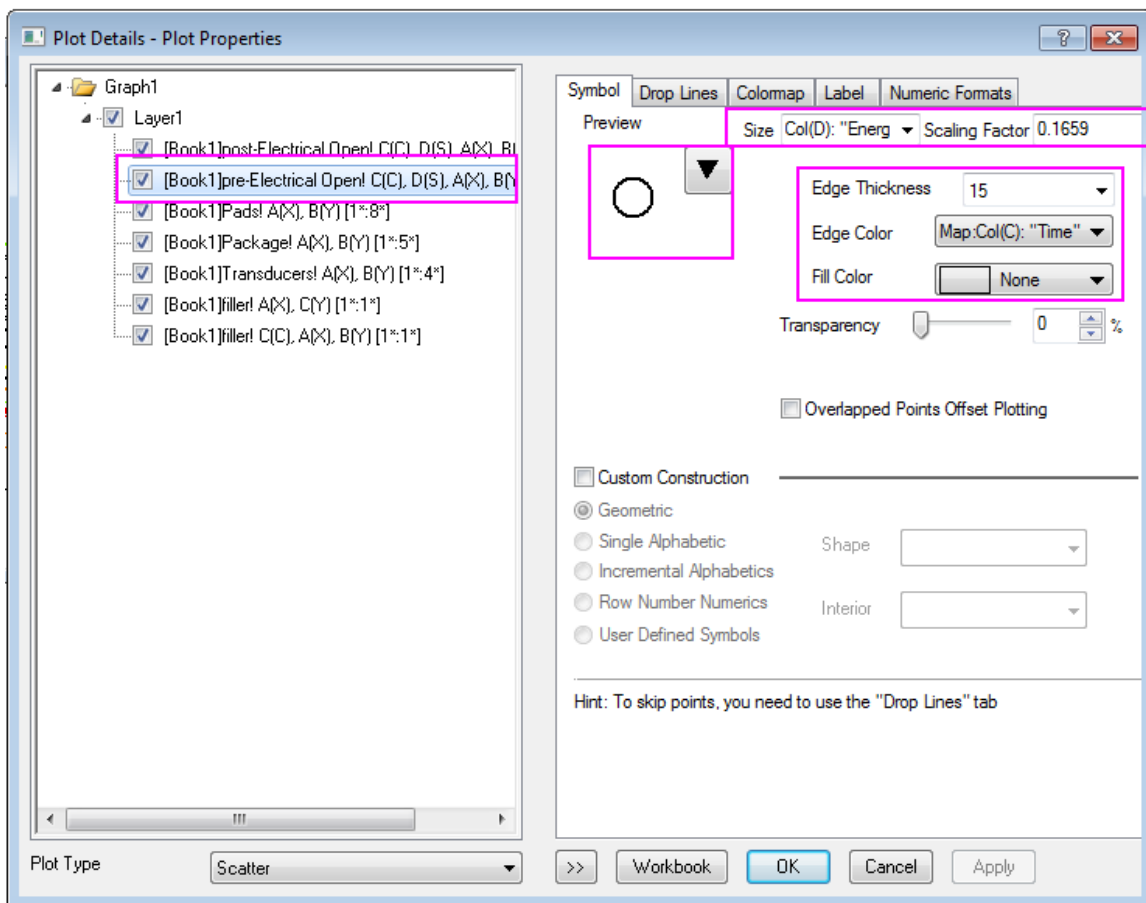 Plot Details - Plot Properties
Graph1
Layer1
[Book1]post-Electrical Open! C(C), D(S), A(X), B(
[Book1]pre-Electrical Open! C(C), D(S), A(X), B(Y
[Book1]Pads! A(X), B(Y) [1*:8*]
[Book1]Package! A(X), B(Y) [1*:5*]
[Book1]Transducers! A(X), B(Y) [1*:4*]
[Book1]filler! A(X), C(Y) [1*:1*]
[Book1]filler! C(C), A(X), B(Y) [1*:1*]
Plot Type Scatter
Symbol Drop Lines Colormap Label Numeric Formats
Preview
Size Col(D): "Energ Scaling Factor 0.1659
Edge Thickness 15
Edge Color Map:Col(C): "Time"
Fill Color None
Transparency 0 %
Overlapped Points Offset Plotting
Custom Construction
Geometric
Single Alphabetic Shape
Incremental Alphabetics
Row Number Numerics Interior
User Defined Symbols
Hint: To skip points, you need to use the "Drop Lines" tab
>> Workbook OK Cancel Apply